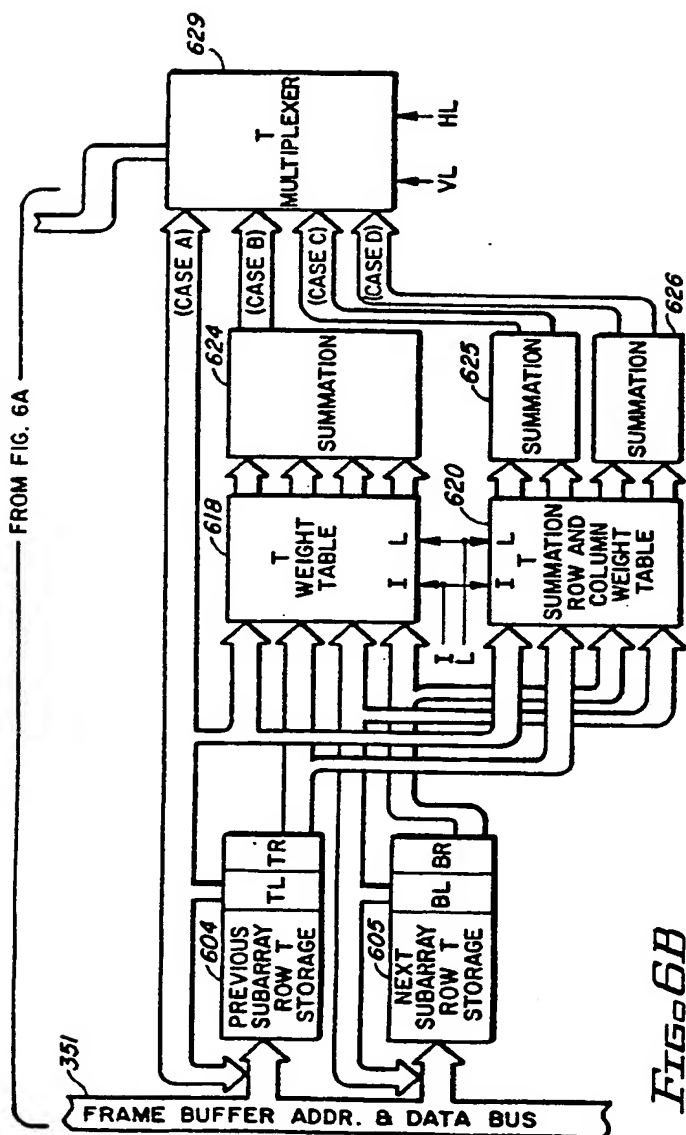 FROM FIG. 6A
351
FRAME BUFFER ADDR. & DATA BUS
604
PREVIOUS
SUBARRAY
ROW T
STORAGE
TL
TR
605
NEXT
SUBARRAY
ROW T
STORAGE
BL
BR
618
T
WEIGHT
TABLE
I
L
I
L
620
I
L
T
SUMMATION
ROW AND
COLUMN
WEIGHT
TABLE
624
SUMMATION
625
SUMMATION
626
SUMMATION
(CASE A)
(CASE B)
(CASE C)
(CASE D)
629
T
MULTIPLEXER
VL
HL
FIG. 6B